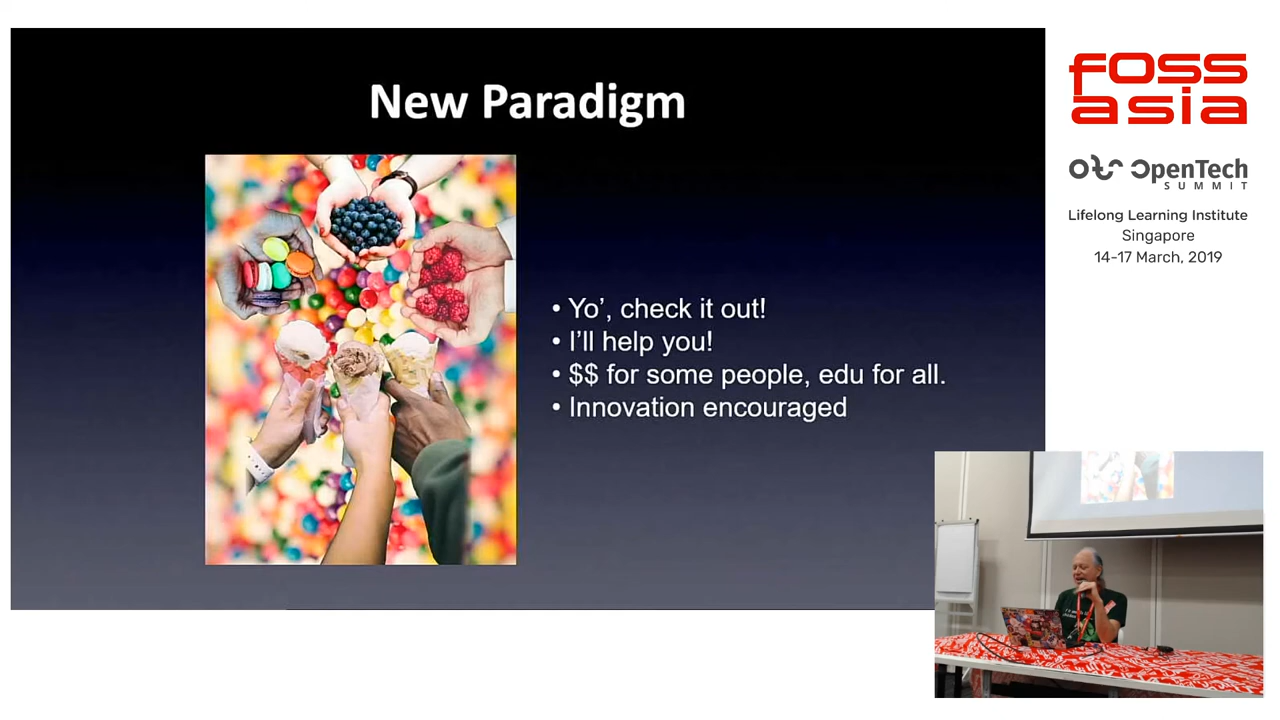 New Paradigm
• Yo’, check it out!
• I’ll help you!
• $$ for some people, edu for all.
• Innovation encouraged
FOSS
ASIA
OpenTech
SUMMIT
Lifelong Learning Institute
Singapore
14-17 March, 2019